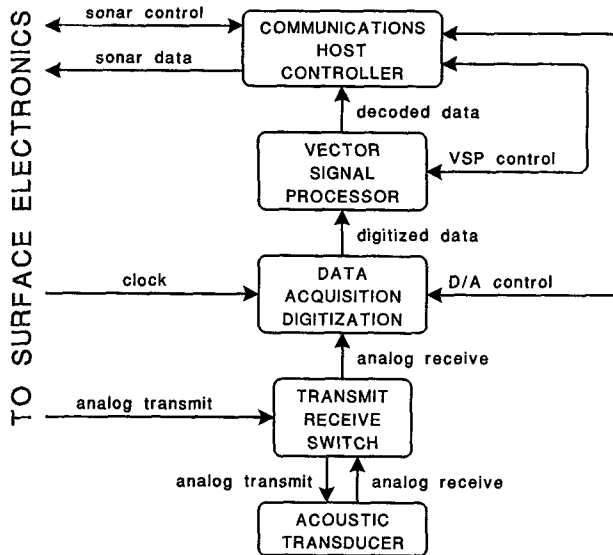 TO SURFACE ELECTRONICS
sonar control
COMMUNICATIONS
HOST
CONTROLLER
sonar data
decoded data
VECTOR
SIGNAL
PROCESSOR
VSP control
digitized data
clock
DATA
ACQUISITION
DIGITIZATION
D/A control
analog receive
analog transmit
TRANSMIT
RECEIVE
SWITCH
analog transmit
analog receive
ACOUSTIC
TRANSDUCER